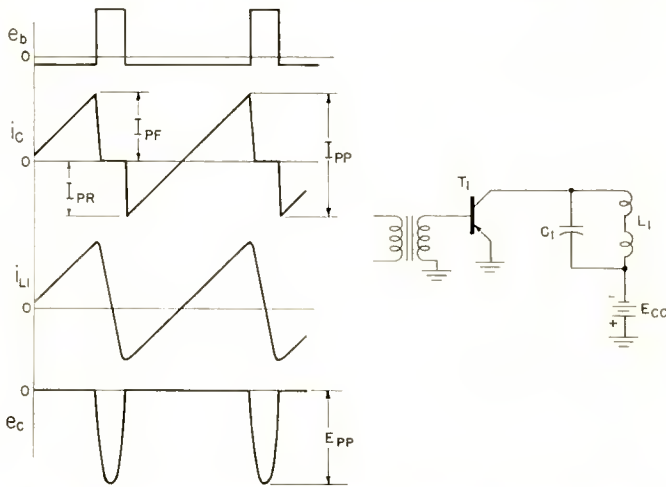 e_b
0
i_C
I_PF
I_PP
0
I_PR
T_1
C_1
L_1
i_L1
-
E_CC
+
0
0
e_C
E_PP